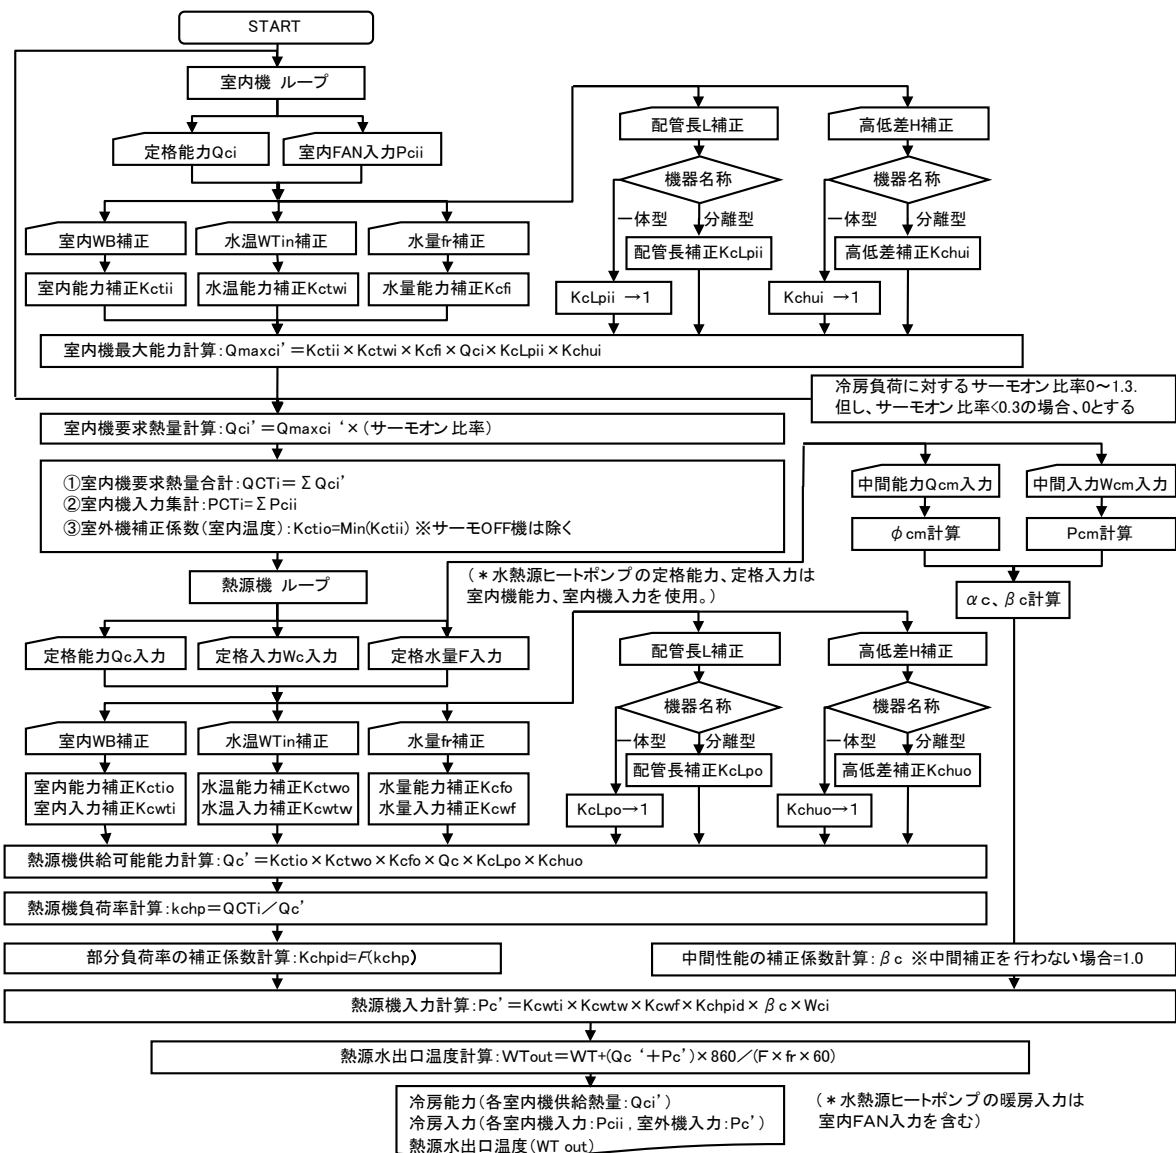 START
室内機 ループ
定格能力Qci
室内FAN入力Pcii
配管長L補正
高低差H補正
機器名称
機器名称
一体型
分離型
一体型
分離型
室内WB補正
水温WTin補正
水量fr補正
配管長補正KcLpii
高低差補正Kchui
室内能力補正Kctii
水温能力補正Kctwi
水量能力補正Kcfi
KcLpii →1
Kchui →1
室内機最大能力計算:Qmaxci’=Kctii×Kctwi×Kcfi×Qci×KcLpii×Kchui
冷房負荷に対するサーモオン比率0~1.3.
但し、サーモオン比率<0.3の場合、0とする
室内機要求熱量計算:Qci’=Qmaxci ‘×(サーモオン比率)
①室内機要求熱量合計:QCTi=ΣQci’
②室内機入力集計:PCTi=ΣPcii
③室外機補正係数(室内温度):Kctio=Min(Kctii) ※サーモOFF機は除く
中間能力Qcm入力
中間入力Wcm入力
φcm計算
Pcm計算
αc、βc計算
熱源機 ループ
(*水熱源ヒートポンプの定格能力、定格入力は
室内機能力、室内機入力を使用。)
定格能力Qc入力
定格入力Wc入力
定格水量F入力
配管長L補正
高低差H補正
機器名称
機器名称
一体型
分離型
一体型
分離型
室内WB補正
水温WTin補正
水量fr補正
配管長補正KcLpo
高低差補正Kchuo
室内能力補正Kctio
室内入力補正Kcwti
水温能力補正Kctwo
水温入力補正Kcwtw
水量能力補正Kcfo
水量入力補正Kcwf
KcLpo→1
Kchuo→1
熱源機供給可能能力計算:Qc’=Kctio×Kctwo×Kcfo×Qc×KcLpo×Kchuo
熱源機負荷率計算:kchp=QCTi/Qc’
部分負荷率の補正係数計算:Kchpid=F(kchp)
中間性能の補正係数計算:βc ※中間補正を行わない場合=1.0
熱源機入力計算:Pc’=Kcwti×Kcwtw×Kcwf×Kchpid×βc×Wci
熱源水出口温度計算:WTout=WT+(Qc ‘+Pc’)×860/(F×fr×60)
冷房能力(各室内機供給熱量:Qci’)
冷房入力(各室内機入力:Pcii , 室外機入力:Pc’)
熱源水出口温度(WT out)
(*水熱源ヒートポンプの暖房入力は
室内FAN入力を含む)